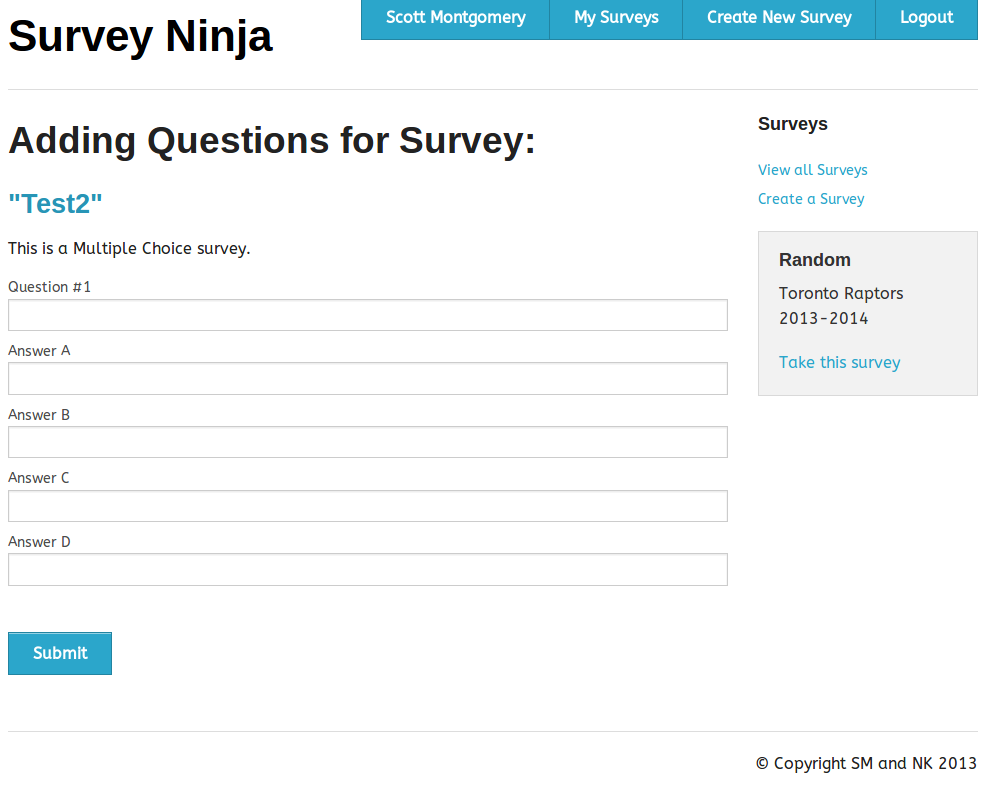 Survey Ninja
Scott Montgomery
My Surveys
Create New Survey
Logout
Adding Questions for Survey:
"Test2"
This is a Multiple Choice survey.
Question #1
Answer A
Answer B
Answer C
Answer D
Submit
Surveys
View all Surveys
Create a Survey
Random
Toronto Raptors
2013-2014
Take this survey
© Copyright SM and NK 2013